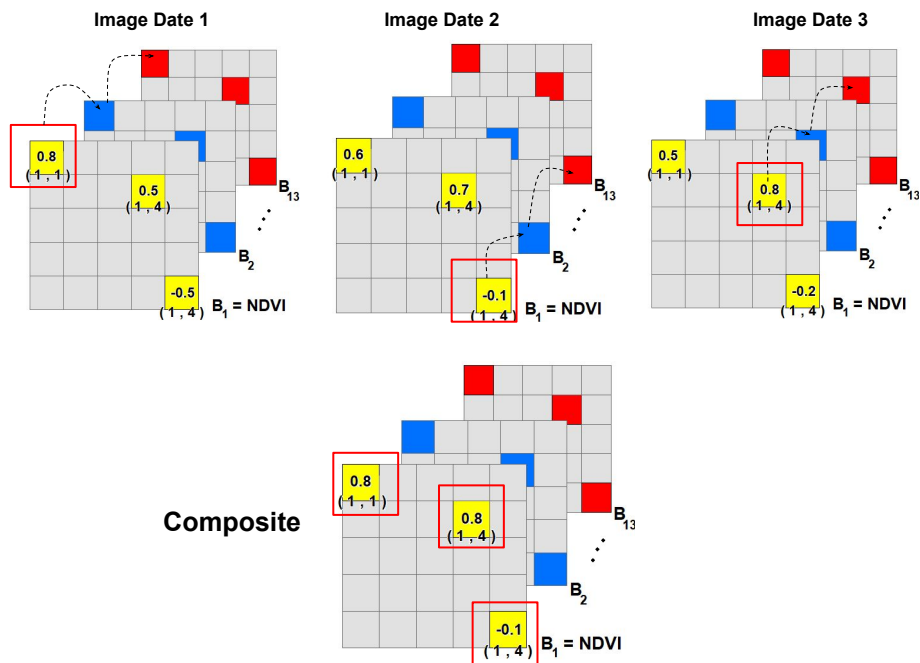 Image Date 1
Image Date 2
Image Date 3
0.8
( 1 , 1 )
0.5
( 1 , 4 )
-0.5
( 1 , 4 )
B1 = NDVI
B2
B13
0.6
( 1 , 1 )
0.7
( 1 , 4 )
-0.1
( 1 , 4 )
B1 = NDVI
B2
B13
0.5
( 1 , 1 )
0.8
( 1 , 4 )
-0.2
( 1 , 4 )
B1 = NDVI
B2
B13
Composite
0.8
( 1 , 1 )
0.8
( 1 , 4 )
-0.1
( 1 , 4 )
B1 = NDVI
B2
B13